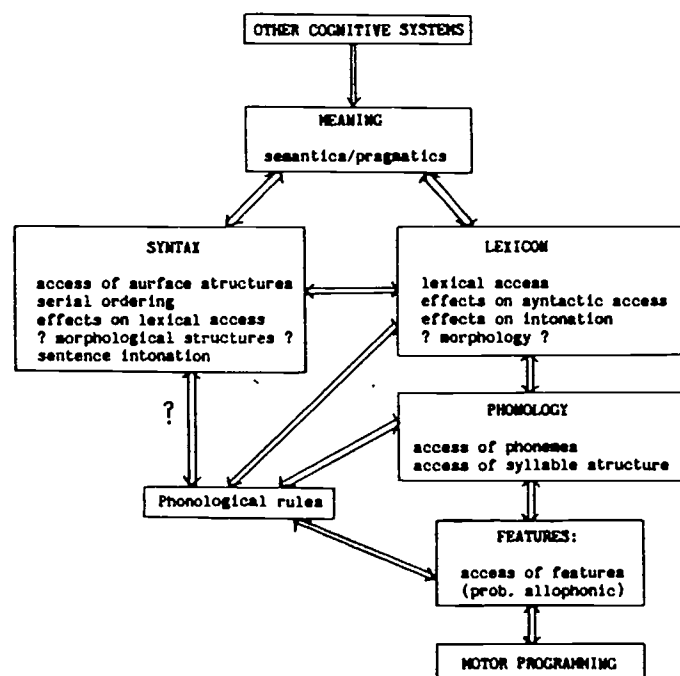 OTHER COGNITIVE SYSTEMS
MEANING
semantics/pragmatics
SYNTAX
access of surface structures
serial ordering
effects on lexical access
? morphological structures ?
sentence intonation
LEXICON
lexical access
effects on syntactic access
effects on intonation
? morphology ?
?
PHONOLOGY
access of phonemes
access of syllable structure
Phonological rules
FEATURES:
access of features
(prob. allophonic)
MOTOR PROGRAMMING